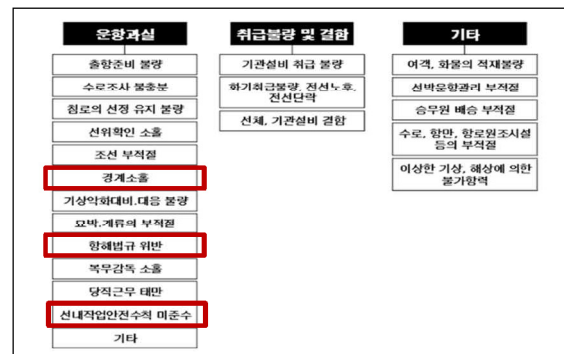 운항과실
출항준비 불량
수로조사 불충분
침로의 선정 유지 불량
선위확인 소홀
조선 부적절
경계소홀
기상악화대비.대응 불량
묘박.계류의 부적절
항해법규 위반
복무감독 소홀
당직근무 태만
선내작업안전수칙 미준수
기타
취급불량 및 결함
기관설비 취급 불량
화기취급불량, 전선노후,
전선단락
선체, 기관설비 결함
기타
여객, 화물의 적재불량
선박운항관리 부적절
승무원 배승 부적절
수로, 항만, 항로원조시설
등의 부적절
이상한 기상, 해상에 의한
불가항력